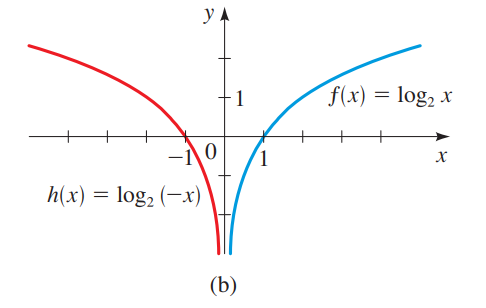 y
1
f(x) = log₂ x
−1 0 1 x
h(x) = log₂ (−x)
(b)